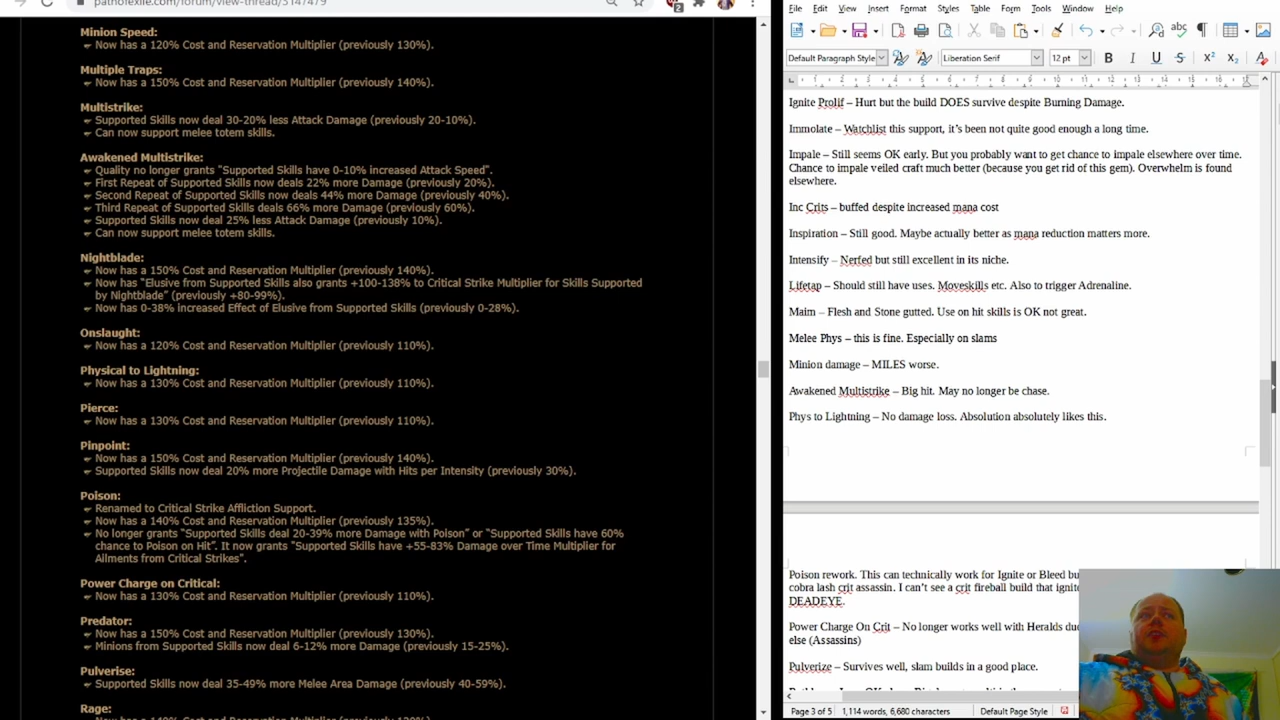 pathofexile.com/forum/view-thread/3147479
2
Minion Speed:
Now has a 120% Cost and Reservation Multiplier (previously 130%).
Multiple Traps:
Now has a 150% Cost and Reservation Multiplier (previously 140%).
Multistrike:
Supported Skills now deal 30-20% less Attack Damage (previously 20-10%).
Can now support melee totem skills.
Awakened Multistrike:
Quality no longer grants "Supported Skills have 0-10% increased Attack Speed".
First Repeat of Supported Skills now deals 22% more Damage (previously 20%).
Second Repeat of Supported Skills now deals 44% more Damage (previously 40%).
Third Repeat of Supported Skills deals 66% more Damage (previously 60%).
Supported Skills now deal 25% less Attack Damage (previously 10%).
Can now support melee totem skills.
Nightblade:
Now has a 150% Cost and Reservation Multiplier (previously 140%).
Now has "Elusive from Supported Skills also grants +100-138% to Critical Strike Multiplier for Skills Supported
by Nightblade" (previously +80-99%).
Now has 0-38% increased Effect of Elusive from Supported Skills (previously 0-28%).
Onslaught:
Now has a 120% Cost and Reservation Multiplier (previously 110%).
Physical to Lightning:
Now has a 130% Cost and Reservation Multiplier (previously 110%).
Pierce:
Now has a 130% Cost and Reservation Multiplier (previously 110%).
Pinpoint:
Now has a 150% Cost and Reservation Multiplier (previously 140%).
Supported Skills now deal 20% more Projectile Damage with Hits per Intensity (previously 30%).
Poison:
Renamed to Critical Strike Affliction Support.
Now has a 140% Cost and Reservation Multiplier (previously 135%).
No longer grants "Supported Skills deal 20-39% more Damage with Poison" or "Supported Skills have 60%
chance to Poison on Hit". It now grants "Supported Skills have +55-83% Damage over Time Multiplier for
Ailments from Critical Strikes".
Power Charge on Critical:
Now has a 130% Cost and Reservation Multiplier (previously 110%).
Predator:
Now has a 150% Cost and Reservation Multiplier (previously 130%).
Minions from Supported Skills now deal 6-12% more Damage (previously 15-25%).
Pulverise:
Supported Skills now deal 35-49% more Melee Area Damage (previously 40-59%).
Rage:
File Edit View Insert Format Styles Table Form Tools Window Help
Default Paragraph Style Liberation Serif 12 pt
Ignite Prolif – Hurt but the build DOES survive despite Burning Damage.
Immolate – Watchlist this support, it's been not quite good enough a long time.
Impale – Still seems OK early. But you probably want to get chance to impale elsewhere over time.
Chance to impale veiled craft much better (because you get rid of this gem). Overwhelm is found
elsewhere.
Inc Crits – buffed despite increased mana cost
Inspiration – Still good. Maybe actually better as mana reduction matters more.
Intensify – Nerfed but still excellent in its niche.
Lifetap – Should still have uses. Moveskills etc. Also to trigger Adrenaline.
Maim – Flesh and Stone gutted. Use on hit skills is OK not great.
Melee Phys – this is fine. Especially on slams
Minion damage – MILES worse.
Awakened Multistrike – Big hit. May no longer be chase.
Phys to Lightning – No damage loss. Absolution absolutely likes this.
Poison rework. This can technically work for Ignite or Bleed bu
cobra lash crit assassin. I can't see a crit fireball build that ignite
DEADEYE.
Power Charge On Crit – No longer works well with Heralds du
else (Assassins)
Pulverize – Survives well, slam builds in a good place.
Page 3 of 5 1,114 words, 6,680 characters Default Page Style